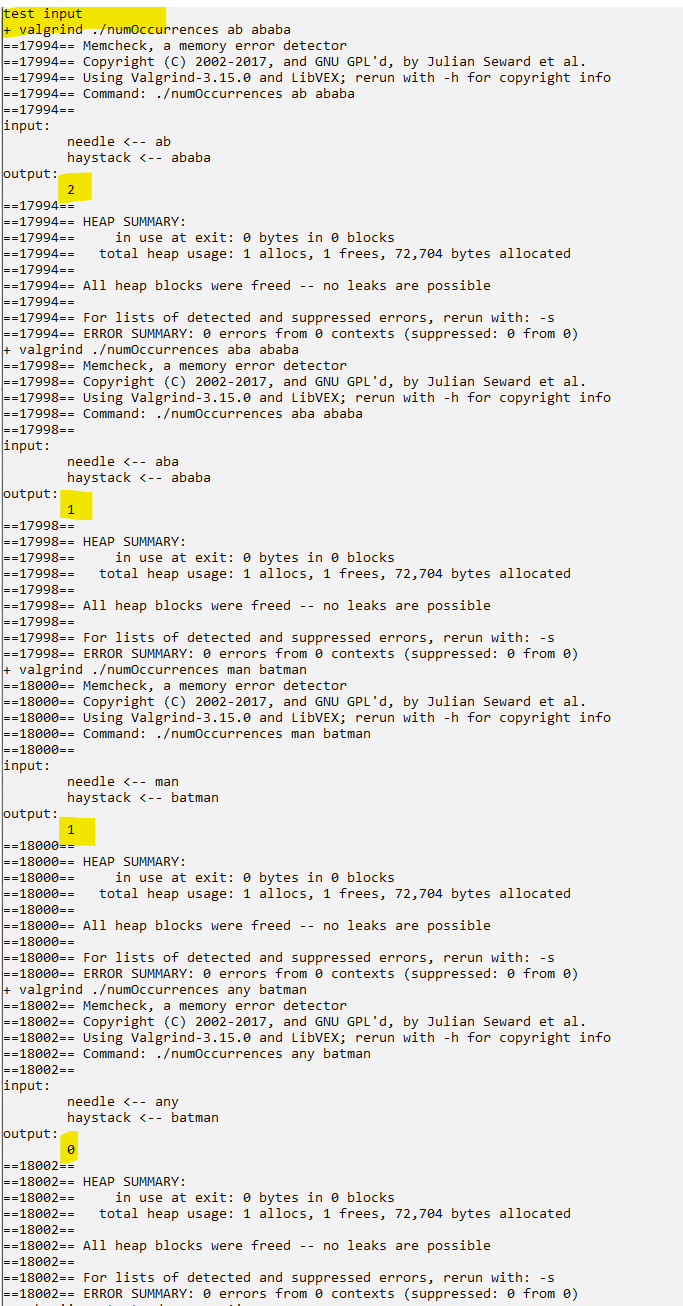 test input
+ valgrind ./numOccurrences ab ababa
==17994== Memcheck, a memory error detector
==17994== Copyright (C) 2002-2017, and GNU GPL'd, by Julian Seward et al.
==17994== Using Valgrind-3.15.0 and LibVEX; rerun with -h for copyright info
==17994== Command: ./numOccurrences ab ababa
==17994==
input:
        needle <-- ab
        haystack <-- ababa
output:
        2
==17994==
==17994== HEAP SUMMARY:
==17994==     in use at exit: 0 bytes in 0 blocks
==17994==   total heap usage: 1 allocs, 1 frees, 72,704 bytes allocated
==17994==
==17994== All heap blocks were freed -- no leaks are possible
==17994==
==17994== For lists of detected and suppressed errors, rerun with: -s
==17994== ERROR SUMMARY: 0 errors from 0 contexts (suppressed: 0 from 0)
+ valgrind ./numOccurrences aba ababa
==17998== Memcheck, a memory error detector
==17998== Copyright (C) 2002-2017, and GNU GPL'd, by Julian Seward et al.
==17998== Using Valgrind-3.15.0 and LibVEX; rerun with -h for copyright info
==17998== Command: ./numOccurrences aba ababa
==17998==
input:
        needle <-- aba
        haystack <-- ababa
output:
        1
==17998==
==17998== HEAP SUMMARY:
==17998==     in use at exit: 0 bytes in 0 blocks
==17998==   total heap usage: 1 allocs, 1 frees, 72,704 bytes allocated
==17998==
==17998== All heap blocks were freed -- no leaks are possible
==17998==
==17998== For lists of detected and suppressed errors, rerun with: -s
==17998== ERROR SUMMARY: 0 errors from 0 contexts (suppressed: 0 from 0)
+ valgrind ./numOccurrences man batman
==18000== Memcheck, a memory error detector
==18000== Copyright (C) 2002-2017, and GNU GPL'd, by Julian Seward et al.
==18000== Using Valgrind-3.15.0 and LibVEX; rerun with -h for copyright info
==18000== Command: ./numOccurrences man batman
==18000==
input:
        needle <-- man
        haystack <-- batman
output:
        1
==18000==
==18000== HEAP SUMMARY:
==18000==     in use at exit: 0 bytes in 0 blocks
==18000==   total heap usage: 1 allocs, 1 frees, 72,704 bytes allocated
==18000==
==18000== All heap blocks were freed -- no leaks are possible
==18000==
==18000== For lists of detected and suppressed errors, rerun with: -s
==18000== ERROR SUMMARY: 0 errors from 0 contexts (suppressed: 0 from 0)
+ valgrind ./numOccurrences any batman
==18002== Memcheck, a memory error detector
==18002== Copyright (C) 2002-2017, and GNU GPL'd, by Julian Seward et al.
==18002== Using Valgrind-3.15.0 and LibVEX; rerun with -h for copyright info
==18002== Command: ./numOccurrences any batman
==18002==
input:
        needle <-- any
        haystack <-- batman
output:
        0
==18002==
==18002== HEAP SUMMARY:
==18002==     in use at exit: 0 bytes in 0 blocks
==18002==   total heap usage: 1 allocs, 1 frees, 72,704 bytes allocated
==18002==
==18002== All heap blocks were freed -- no leaks are possible
==18002==
==18002== For lists of detected and suppressed errors, rerun with: -s
==18002== ERROR SUMMARY: 0 errors from 0 contexts (suppressed: 0 from 0)